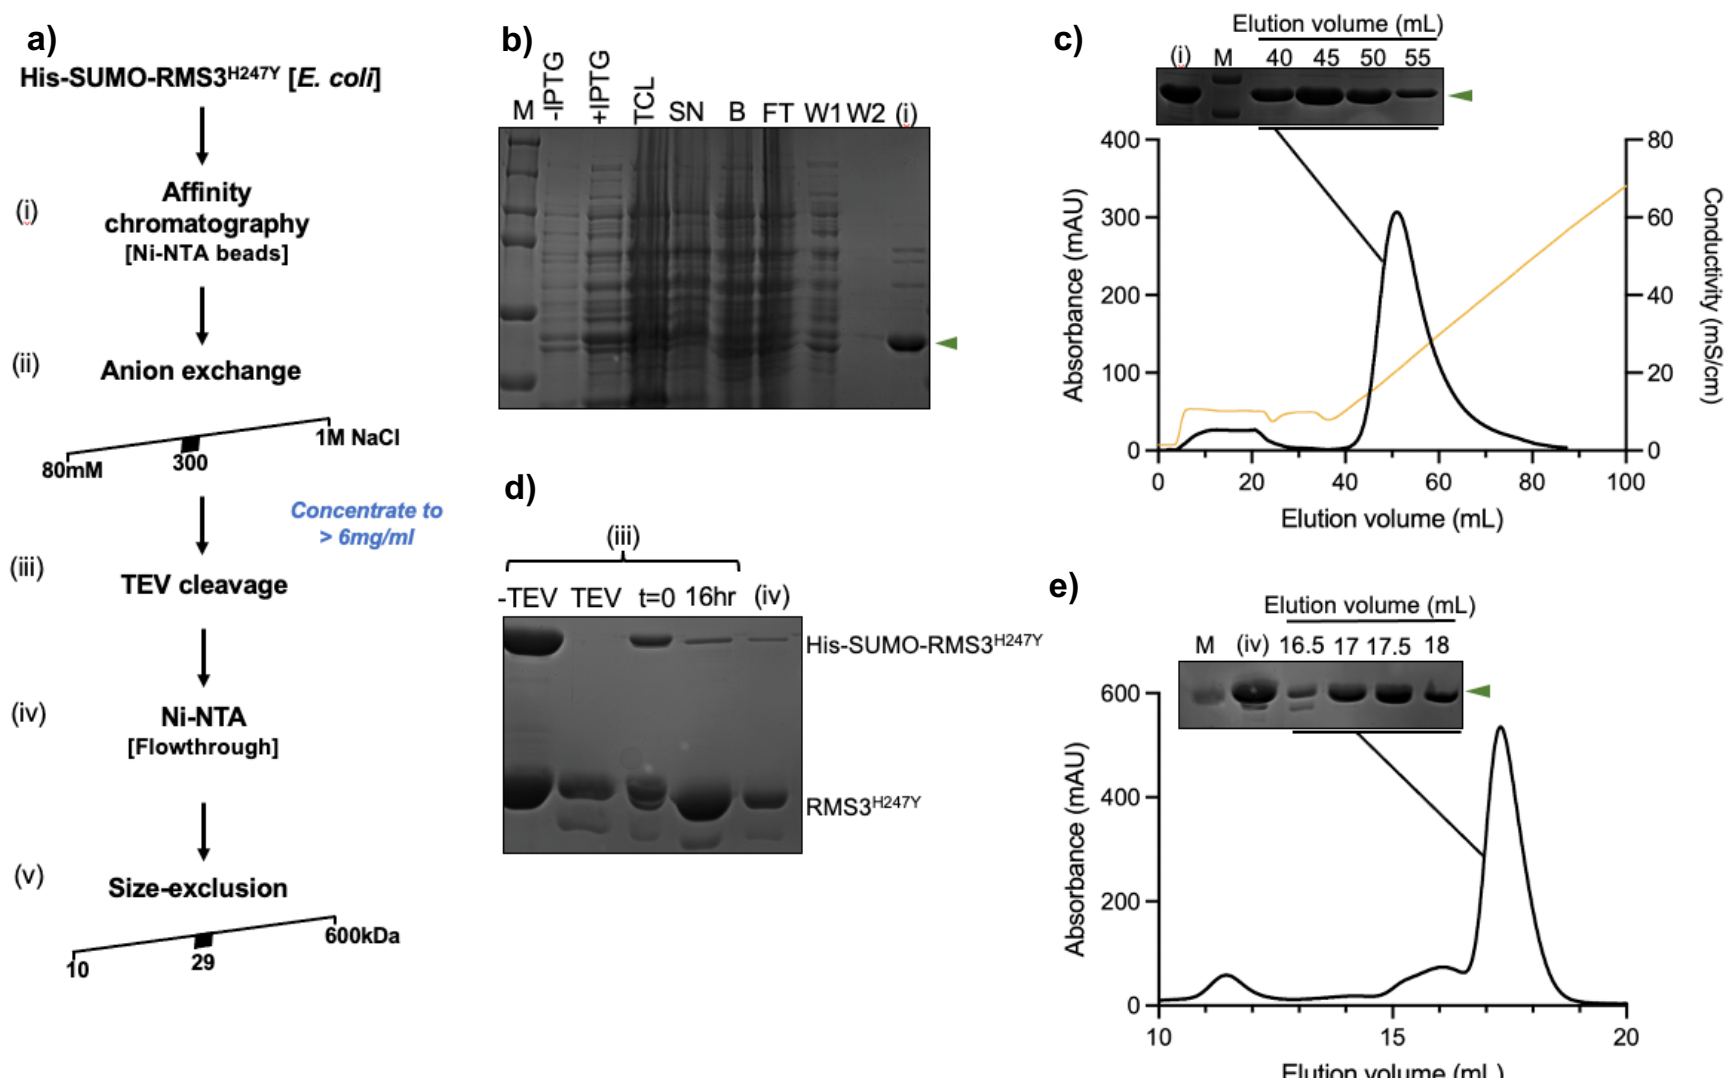 a)
His-SUMO-RMS3H247Y [E. coli]
(i)
Affinity
chromatography
[Ni-NTA beads]
(ii)
Anion exchange
80mM
300
1M NaCl
Concentrate to
> 6mg/ml
(iii)
TEV cleavage
(iv)
Ni-NTA
[Flowthrough]
(v)
Size-exclusion
10
29
600kDa
b)
M -IPTG +IPTG TCL SN B FT W1 W2 (i)
c)
Elution volume (mL)
(i) M 40 45 50 55
400
300
200
100
0
Absorbance (mAU)
80
60
40
20
0
Conductivity (mS/cm)
0 20 40 60 80 100
Elution volume (mL)
d)
(iii)
-TEV TEV t=0 16hr (iv)
His-SUMO-RMS3H247Y
RMS3H247Y
e)
Elution volume (mL)
M (iv) 16.5 17 17.5 18
600
400
200
0
Absorbance (mAU)
10 15 20
Elution volume (mL)